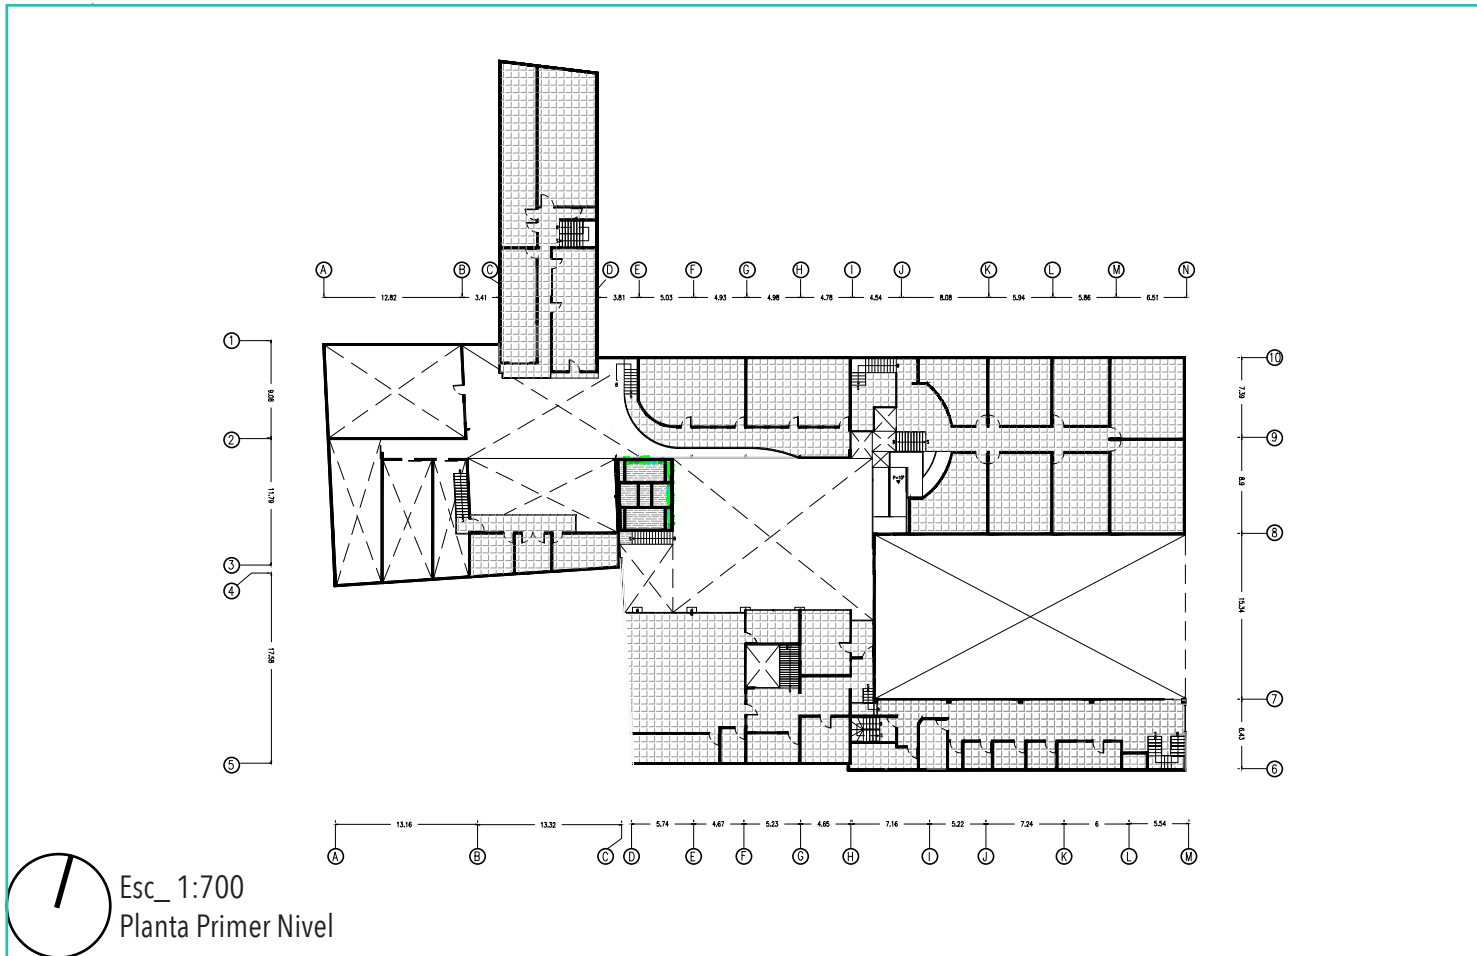 A B C D E F G H I J K L M N
12.82 3.41 3.81 5.03 4.93 4.98 4.78 4.54 8.08 5.94 5.86 6.51
1 10
9.08 7.39
2 9
11.79 8.9
3 8
4
15.34
17.58
7
6.43
5 6
13.16 13.32 5.74 4.67 5.23 4.65 7.16 5.22 7.24 6 5.54
A B C D E F G H I J K L M
Esc_ 1:700
Planta Primer Nivel